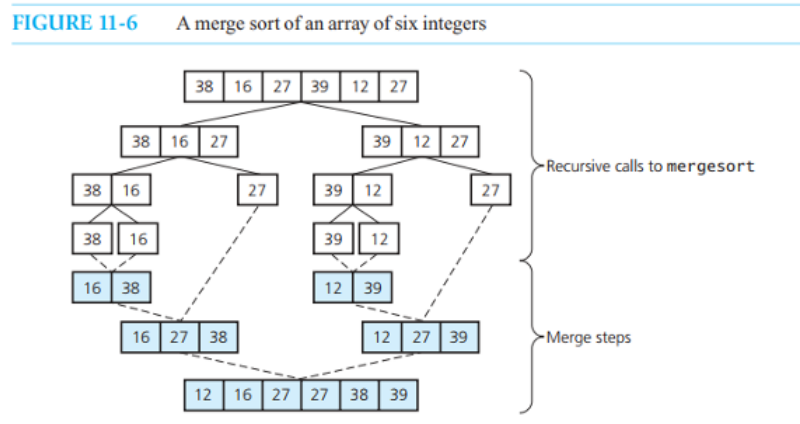 FIGURE 11-6 A merge sort of an array of six integers
38 16 27 39 12 27
38 16 27 39 12 27
38 16 27 39 12 27
Recursive calls to mergesort
38 16 39 12
16 38 12 39
16 27 38 12 27 39
Merge steps
12 16 27 27 38 39